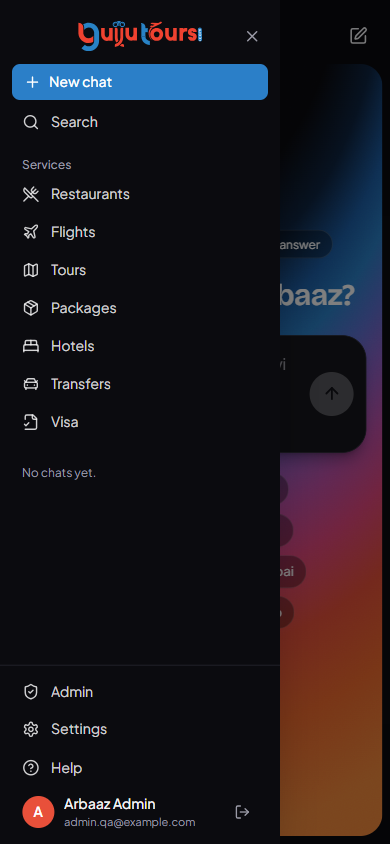 gujju tours
New chat
Search
Services
Restaurants
Flights
answer
Tours
baaz?
Packages
Hotels
Transfers
Visa
No chats yet.
Admin
Settings
Help
A
Arbaaz Admin
admin.qa@example.com